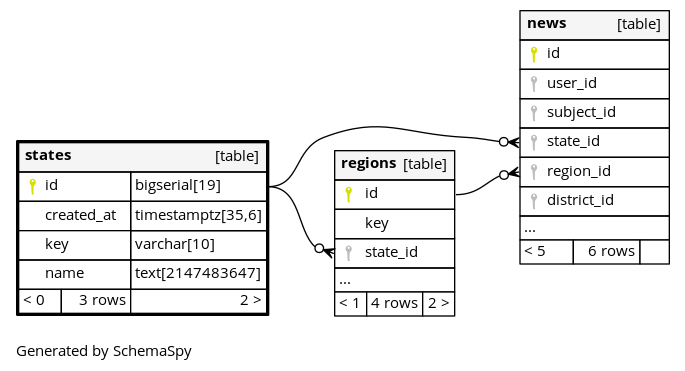 states [table]
id bigserial[19]
created_at timestamptz[35,6]
key varchar[10]
name text[2147483647]
< 0 3 rows 2 >
regions [table]
id
key
state_id
...
< 1 4 rows 2 >
news [table]
id
user_id
subject_id
state_id
region_id
district_id
...
< 5 6 rows
Generated by SchemaSpy